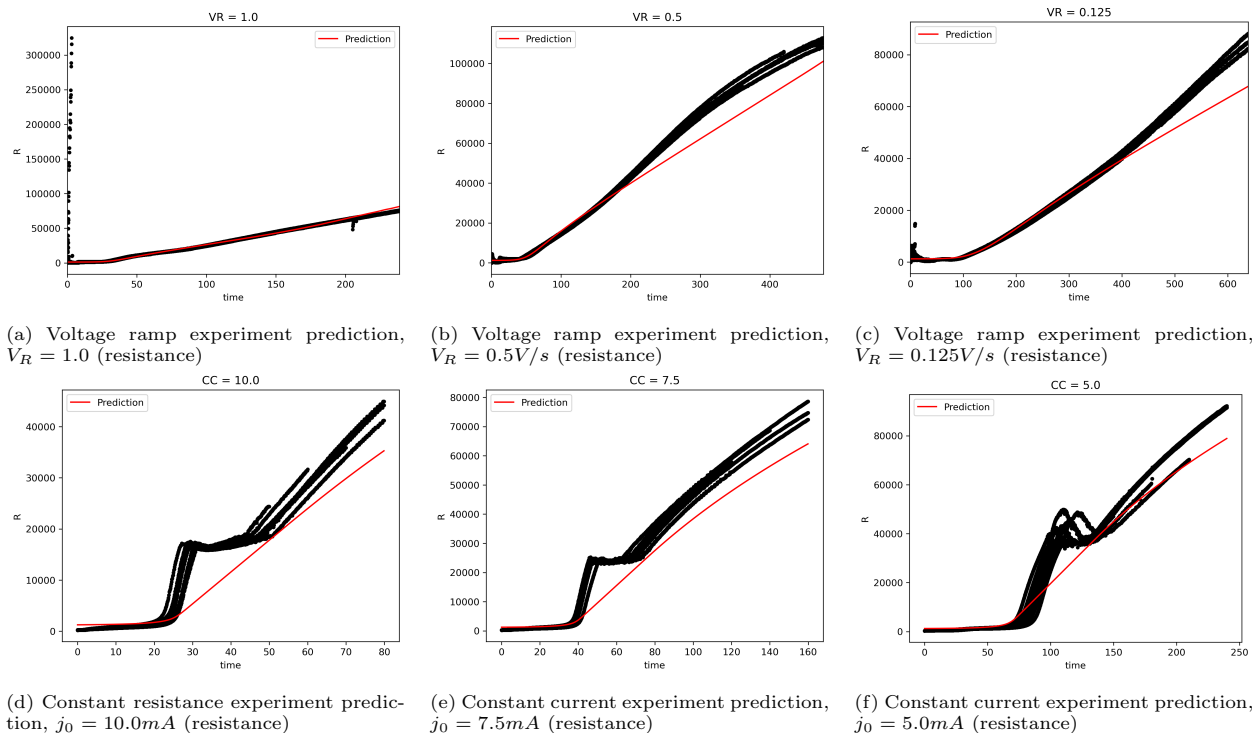 VR = 1.0
Prediction
300000
250000
200000
150000
100000
50000
0
R
0 50 100 150 200
time
VR = 0.5
Prediction
100000
80000
60000
40000
20000
0
R
0 100 200 300 400
time
VR = 0.125
Prediction
80000
60000
40000
20000
0
R
0 100 200 300 400 500 600
time
(a) Voltage ramp experiment prediction,
V_R = 1.0 (resistance)
(b) Voltage ramp experiment prediction,
V_R = 0.5V/s (resistance)
(c) Voltage ramp experiment prediction,
V_R = 0.125V/s (resistance)
CC = 10.0
Prediction
40000
30000
20000
10000
0
R
0 10 20 30 40 50 60 70 80
time
CC = 7.5
Prediction
80000
70000
60000
50000
40000
30000
20000
10000
0
R
0 20 40 60 80 100 120 140 160
time
CC = 5.0
Prediction
80000
60000
40000
20000
0
R
0 50 100 150 200 250
time
(d) Constant resistance experiment predic-
tion, j_0 = 10.0mA (resistance)
(e) Constant current experiment prediction,
j_0 = 7.5mA (resistance)
(f) Constant current experiment prediction,
j_0 = 5.0mA (resistance)